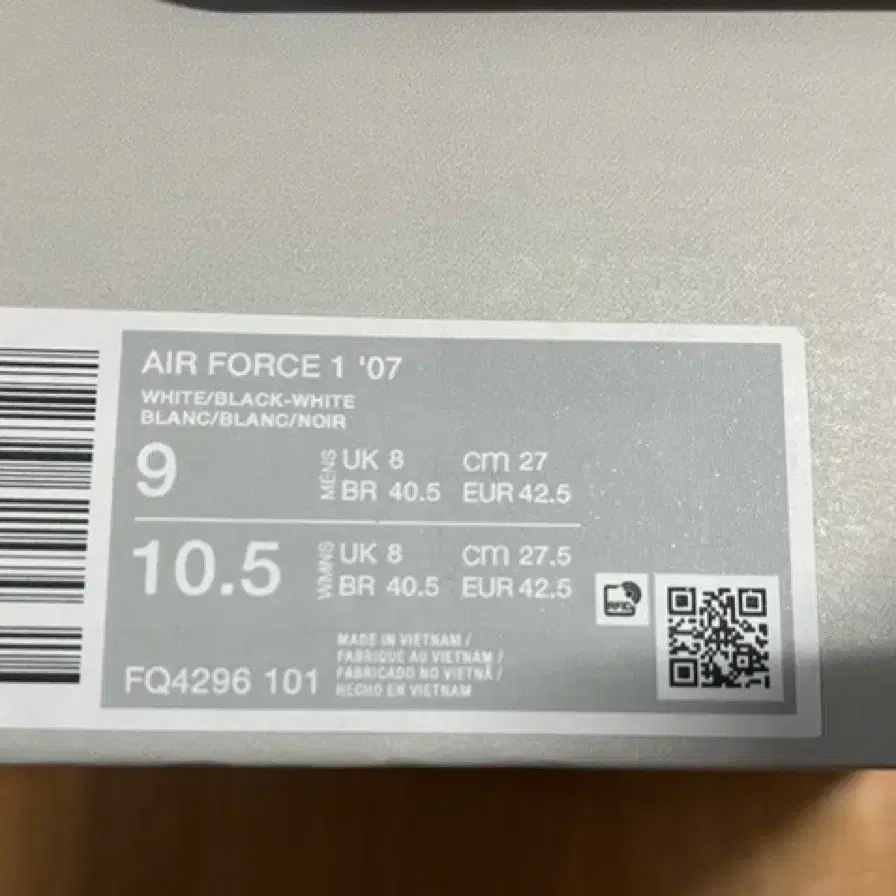 AIR FORCE 1 '07
WHITE/BLACK-WHITE
BLANC/BLANC/NOIR
9 MENS UK 8 cm 27
BR 40.5 EUR 42.5
10.5 WMNS UK 8 cm 27.5
BR 40.5 EUR 42.5
RFID
MADE IN VIETNAM /
FABRIQUE AU VIETNAM /
FABRICADO NO VIETNÃ /
HECHO EN VIETNAM
FQ4296 101